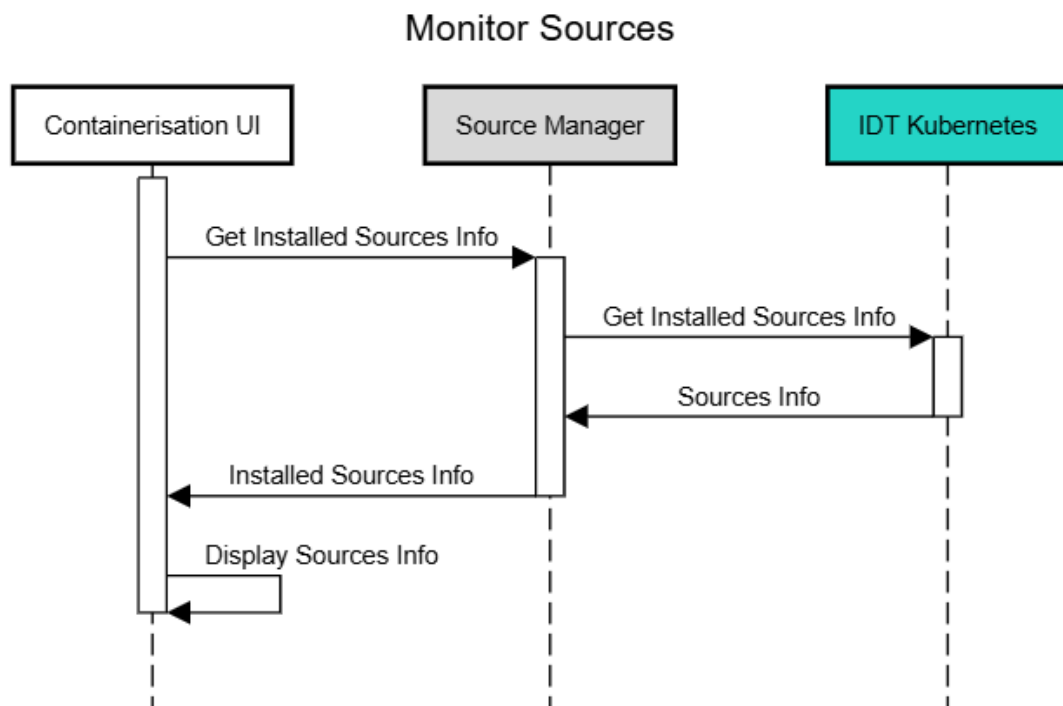 Monitor Sources
Containerisation UI
Source Manager
IDT Kubernetes
Get Installed Sources Info
Get Installed Sources Info
Sources Info
Installed Sources Info
Display Sources Info